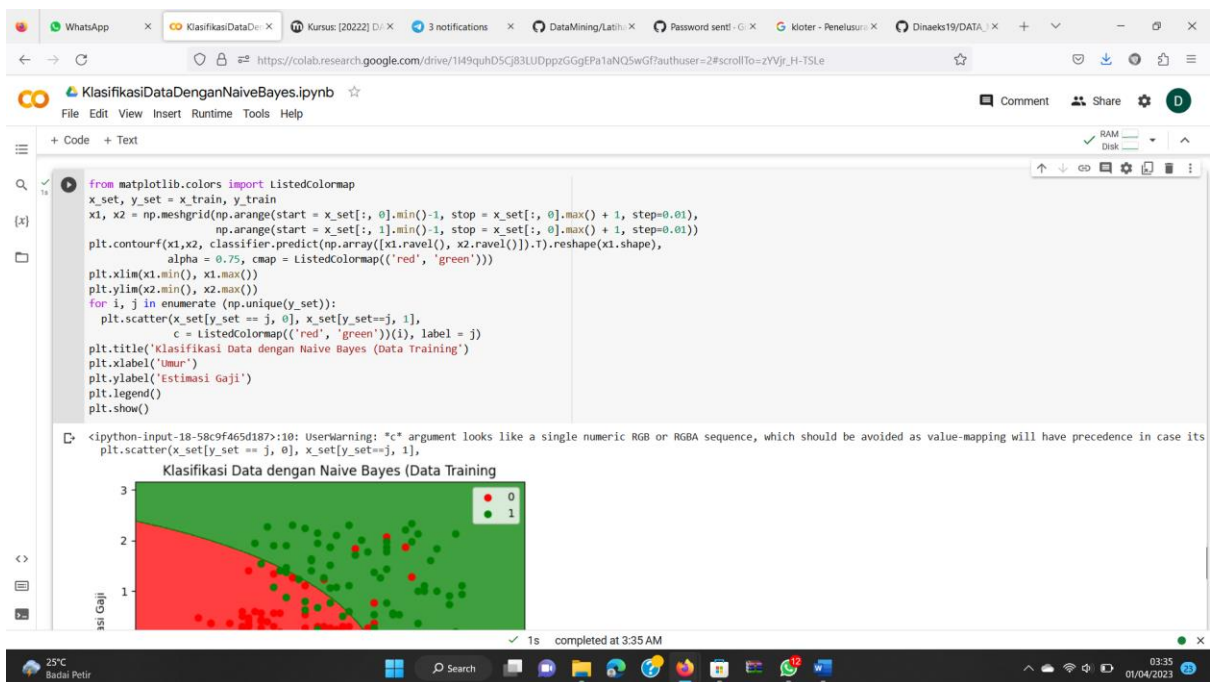 WhatsApp
KlasifikasiDataDen
Kursus: [20222] DA
3 notifications
DataMining/Latiha
Password sent! - Gi
kloter - Penelusura
Dinaeks19/DATA_
https://colab.research.google.com/drive/1I49quhD5Cj83LUDppzGGgEPa1aNQ5wGf?authuser=2#scrollTo=zYVjr_H-TSLe
KlasifikasiDataDenganNaiveBayes.ipynb
Comment Share D
File Edit View Insert Runtime Tools Help
+ Code + Text
RAM
Disk
1s
from matplotlib.colors import ListedColormap
x_set, y_set = x_train, y_train
x1, x2 = np.meshgrid(np.arange(start = x_set[:, 0].min()-1, stop = x_set[:, 0].max() + 1, step=0.01),
np.arange(start = x_set[:, 1].min()-1, stop = x_set[:, 0].max() + 1, step=0.01))
plt.contourf(x1,x2, classifier.predict(np.array([x1.ravel(), x2.ravel()]).T).reshape(x1.shape),
alpha = 0.75, cmap = ListedColormap(('red', 'green')))
plt.xlim(x1.min(), x1.max())
plt.ylim(x2.min(), x2.max())
for i, j in enumerate (np.unique(y_set)):
plt.scatter(x_set[y_set == j, 0], x_set[y_set==j, 1],
c = ListedColormap(('red', 'green'))(i), label = j)
plt.title('Klasifikasi Data dengan Naive Bayes (Data Training')
plt.xlabel('Umur')
plt.ylabel('Estimasi Gaji')
plt.legend()
plt.show()
<ipython-input-18-58c9f465d187>:10: UserWarning: *c* argument looks like a single numeric RGB or RGBA sequence, which should be avoided as value-mapping will have precedence in case its
plt.scatter(x_set[y_set == j, 0], x_set[y_set==j, 1],
Klasifikasi Data dengan Naive Bayes (Data Training
3
0
1
2
1
asi Gaji
1s completed at 3:35 AM
25°C
Badai Petir
Search
03:35
01/04/2023
23